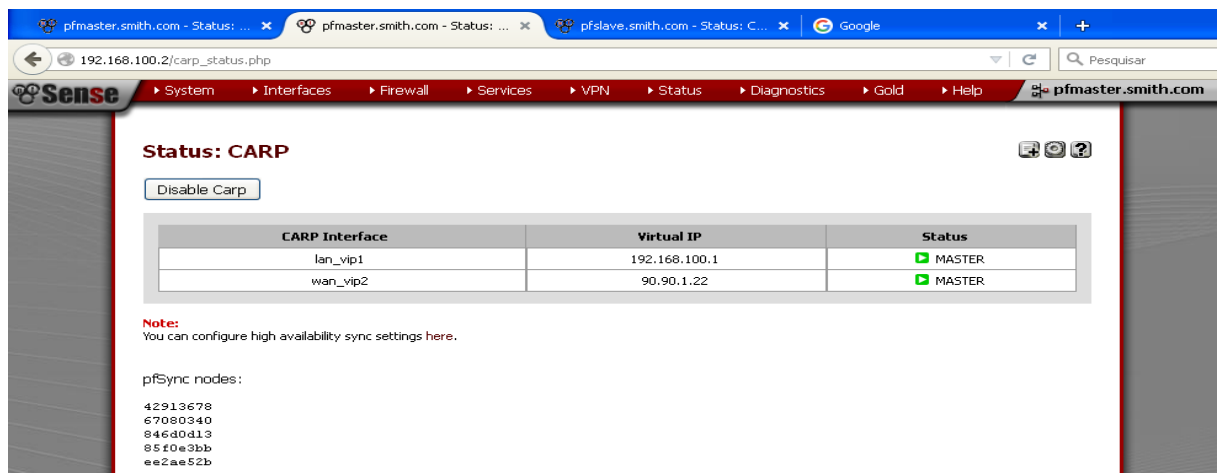 pfmaster.smith.com - Status: ... pfmaster.smith.com - Status: ... pfslave.smith.com - Status: C... Google
192.168.100.2/carp_status.php Pesquisar
Sense System Interfaces Firewall Services VPN Status Diagnostics Gold Help pfmaster.smith.com
Status: CARP
Disable Carp
CARP Interface Virtual IP Status
lan_vip1 192.168.100.1 MASTER
wan_vip2 90.90.1.22 MASTER
Note:
You can configure high availability sync settings here.
pfSync nodes:
42913678
67080340
846d0d13
85f0e3bb
ee2ae52b